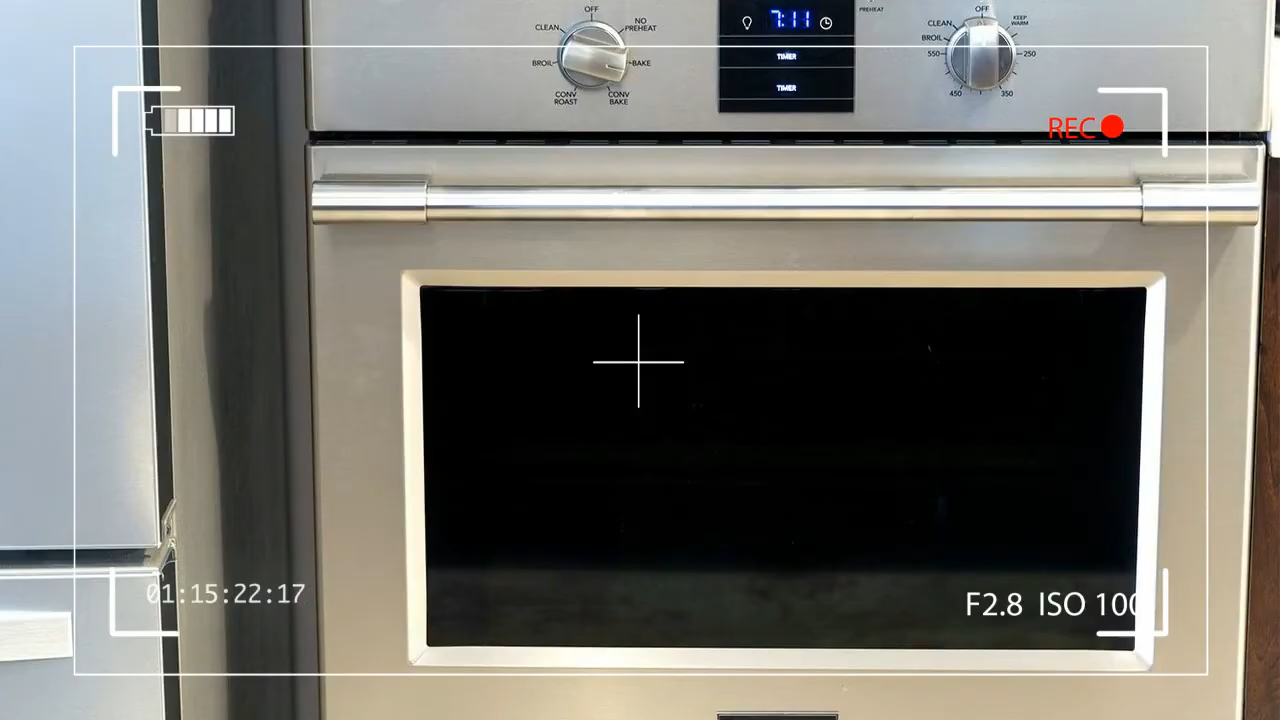 OFF
CLEAN
NO
PREHEAT
BROIL
BAKE
CONV
ROAST
CONV
BAKE
7:11
TIMER
TIMER
PREHEAT
OFF
CLEAN
KEEP
WARM
BROIL
550
250
450
350
REC
01:15:22:17
F2.8 ISO 100